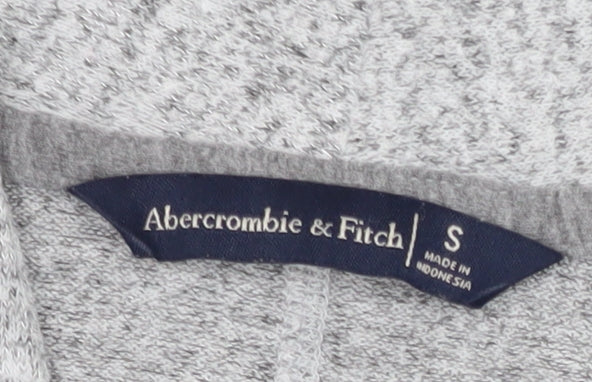 Abercrombie & Fitch
S
MADE IN
INDONESIA